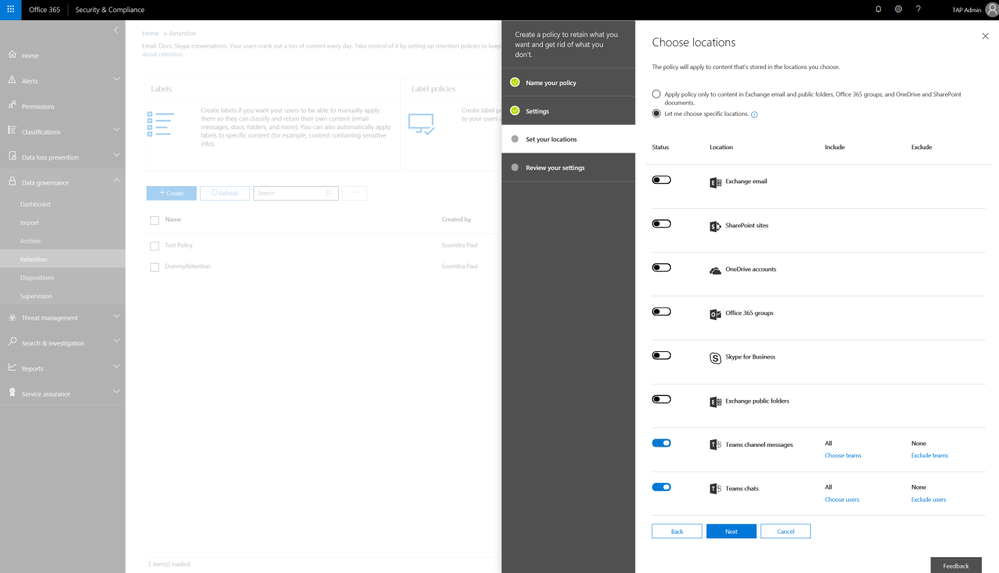 Office 365
Security & Compliance
TAP Admin
Home
Alerts
Permissions
Classifications
Data loss prevention
Data governance
Dashboard
Import
Archive
Retention
Dispositions
Supervision
Threat management
Search & investigation
Reports
Service assurance
Home > Retention
Email. Docs. Skype conversations. Your users crank out a ton of content every day. Take control of it by setting up retention policies to keep
about retention
Labels
Create labels if you want your users to be able to manually apply
them so they can classify and retain their own content (email
messages, docs, folders, and more). You can also automatically apply
labels to specific content (for example, content containing sensitive
info).
Label policies
Create label po
to your users a
Create
Refresh
Search
Name
Created by
Test Policy
Soumitra Paul
DummyRetention
Soumitra Paul
2 item(s) loaded.
Create a policy to retain what you
want and get rid of what you
don't.
Name your policy
Settings
Set your locations
Review your settings
Choose locations
The policy will apply to content that's stored in the locations you choose.
Apply policy only to content in Exchange email and public folders, Office 365 groups, and OneDrive and SharePoint
documents.
Let me choose specific locations.
Status Location Include Exclude
Exchange email
SharePoint sites
OneDrive accounts
Office 365 groups
Skype for Business
Exchange public folders
Teams channel messages All None
Choose teams Exclude teams
Teams chats All None
Choose users Exclude users
Back Next Cancel
Feedback